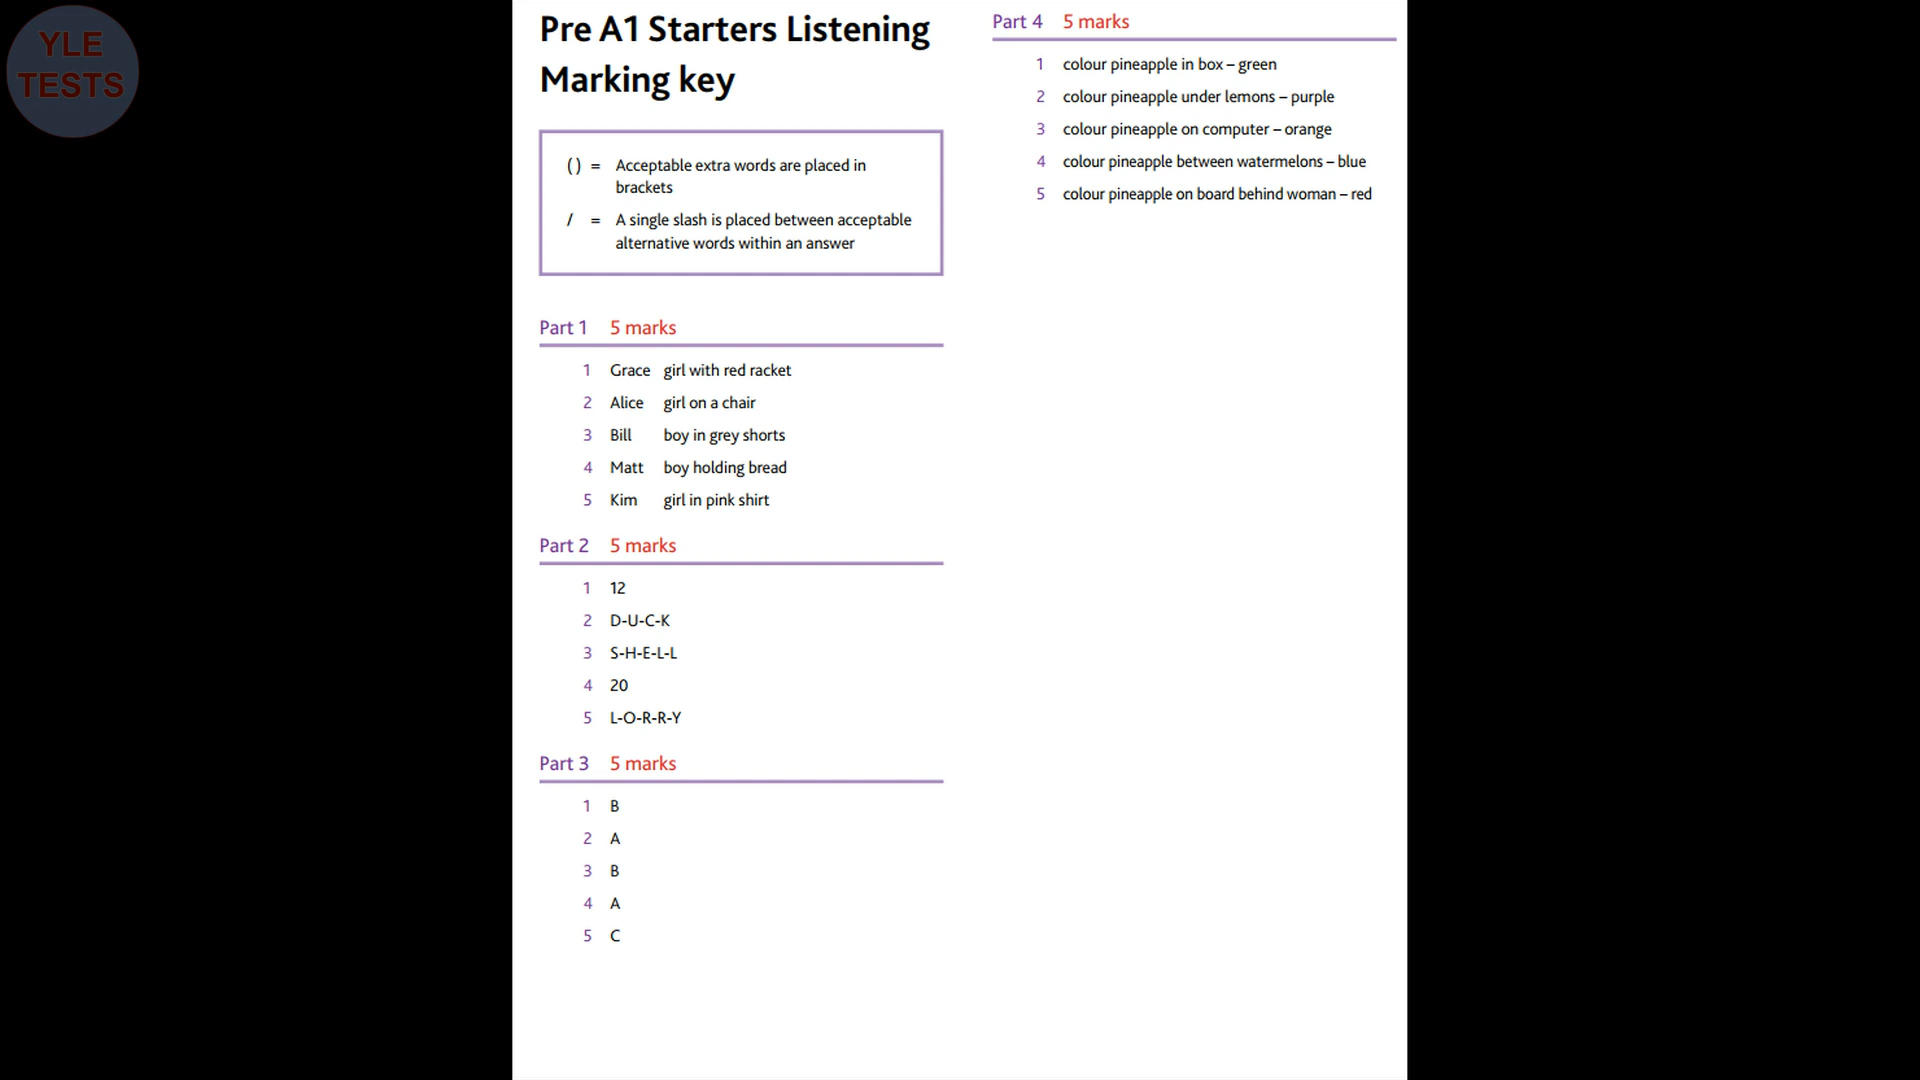 YLE
TESTS
Pre A1 Starters Listening
Marking key
( ) = Acceptable extra words are placed in
brackets
/ = A single slash is placed between acceptable
alternative words within an answer
Part 1 5 marks
1 Grace girl with red racket
2 Alice girl on a chair
3 Bill boy in grey shorts
4 Matt boy holding bread
5 Kim girl in pink shirt
Part 2 5 marks
1 12
2 D-U-C-K
3 S-H-E-L-L
4 20
5 L-O-R-R-Y
Part 3 5 marks
1 B
2 A
3 B
4 A
5 C
Part 4 5 marks
1 colour pineapple in box – green
2 colour pineapple under lemons – purple
3 colour pineapple on computer – orange
4 colour pineapple between watermelons – blue
5 colour pineapple on board behind woman – red